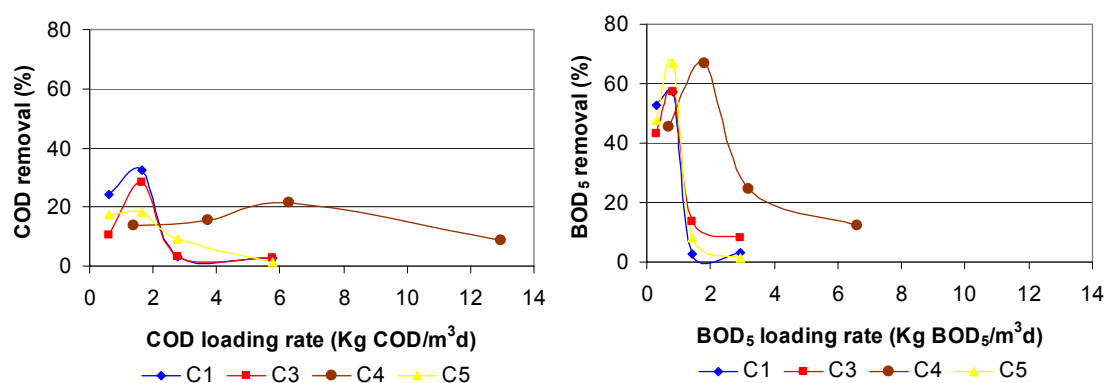 80
60
40
20
0
COD removal (%)
0 2 4 6 8 10 12 14
COD loading rate (Kg COD/m³d)
C1 C3 C4 C5
80
60
40
20
0
BOD₅ removal (%)
0 2 4 6 8 10 12 14
BOD₅ loading rate (Kg BOD₅/m³d)
C1 C3 C4 C5